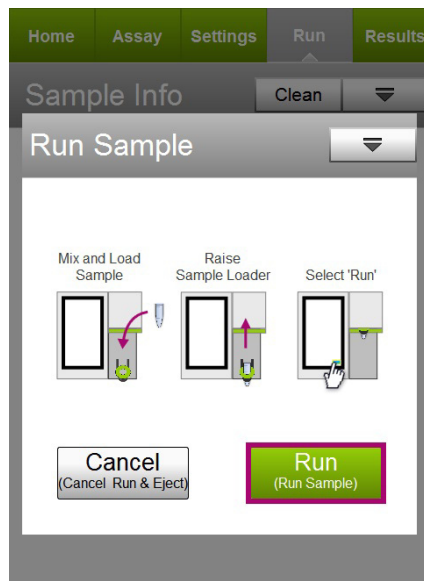 Home Assay Settings Run Results
Sample Info Clean
Run Sample
Mix and Load
Sample
Raise
Sample Loader
Select 'Run'
Cancel
(Cancel Run & Eject)
Run
(Run Sample)